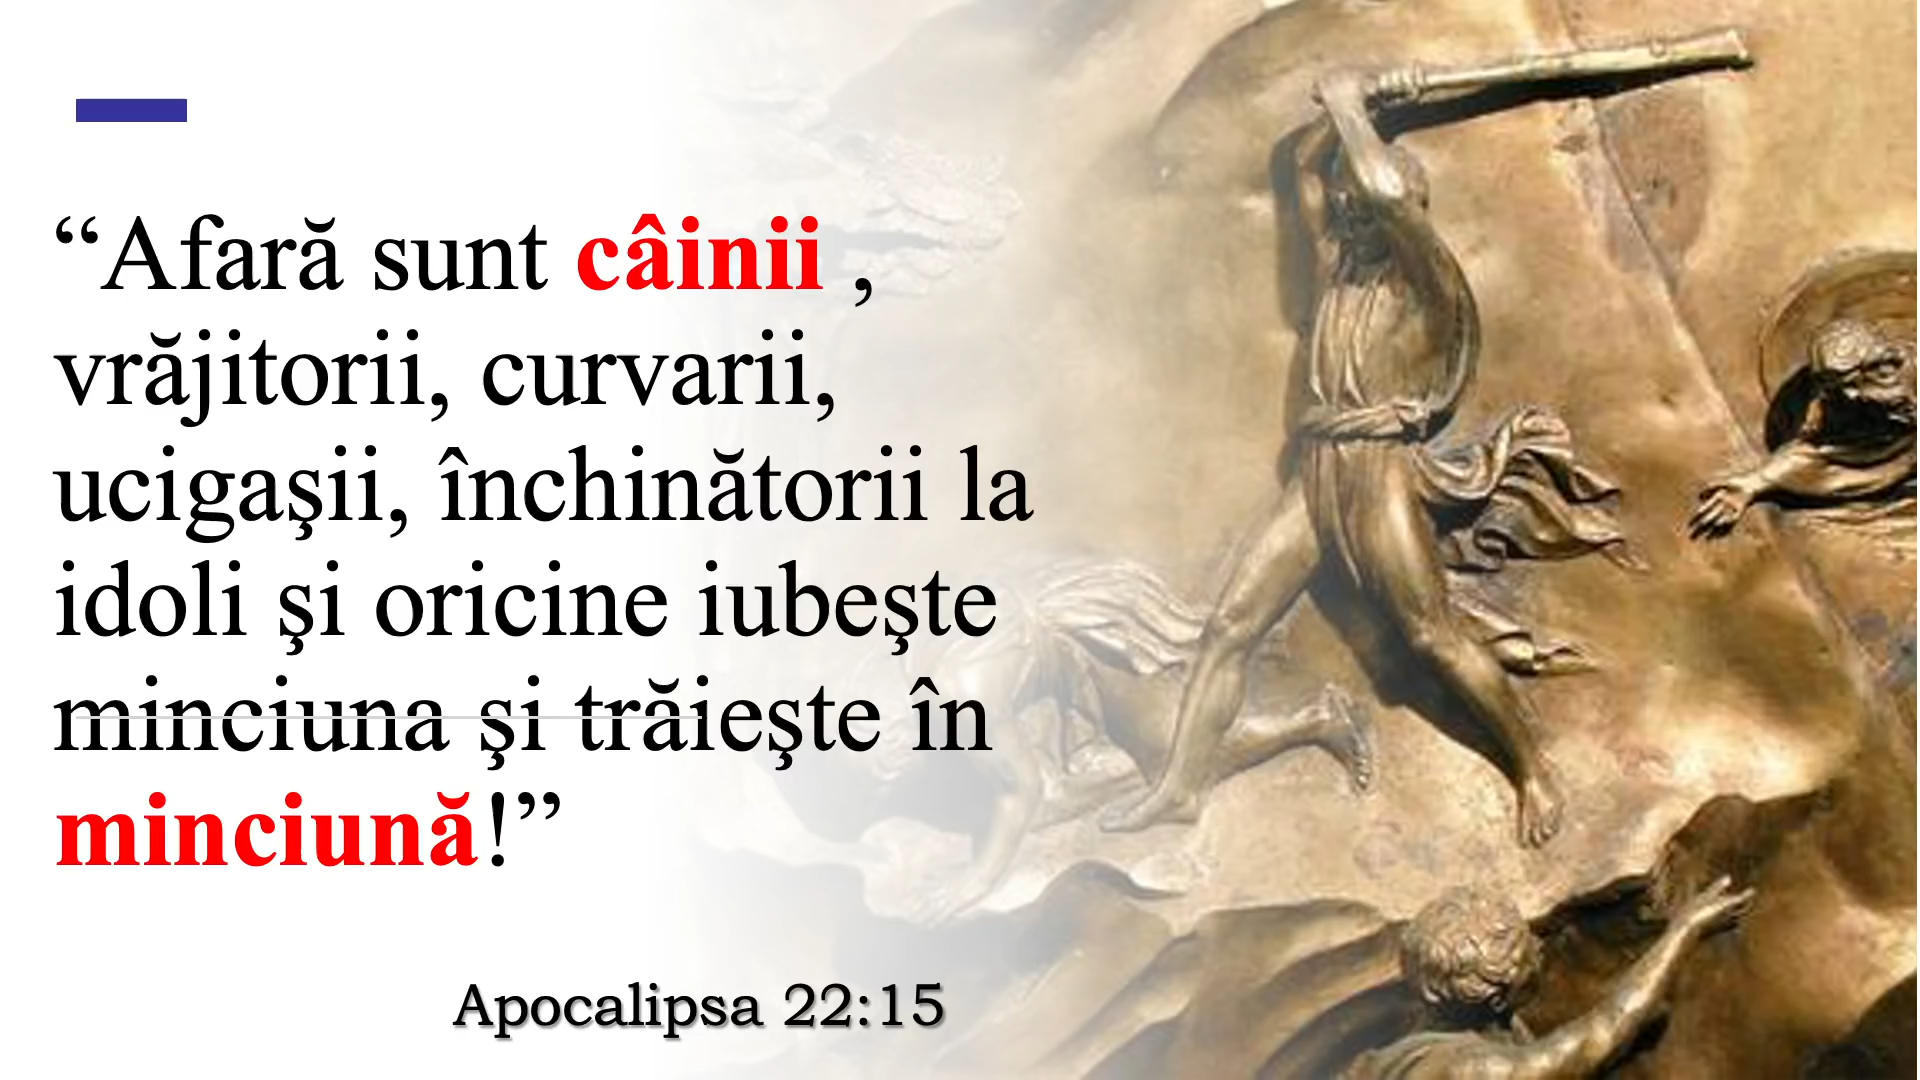 “Afară sunt câinii ,
vrăjitorii, curvarii,
ucigaşii, închinătorii la
idoli şi oricine iubeşte
minciuna şi trăieşte în
minciună!”
Apocalipsa 22:15